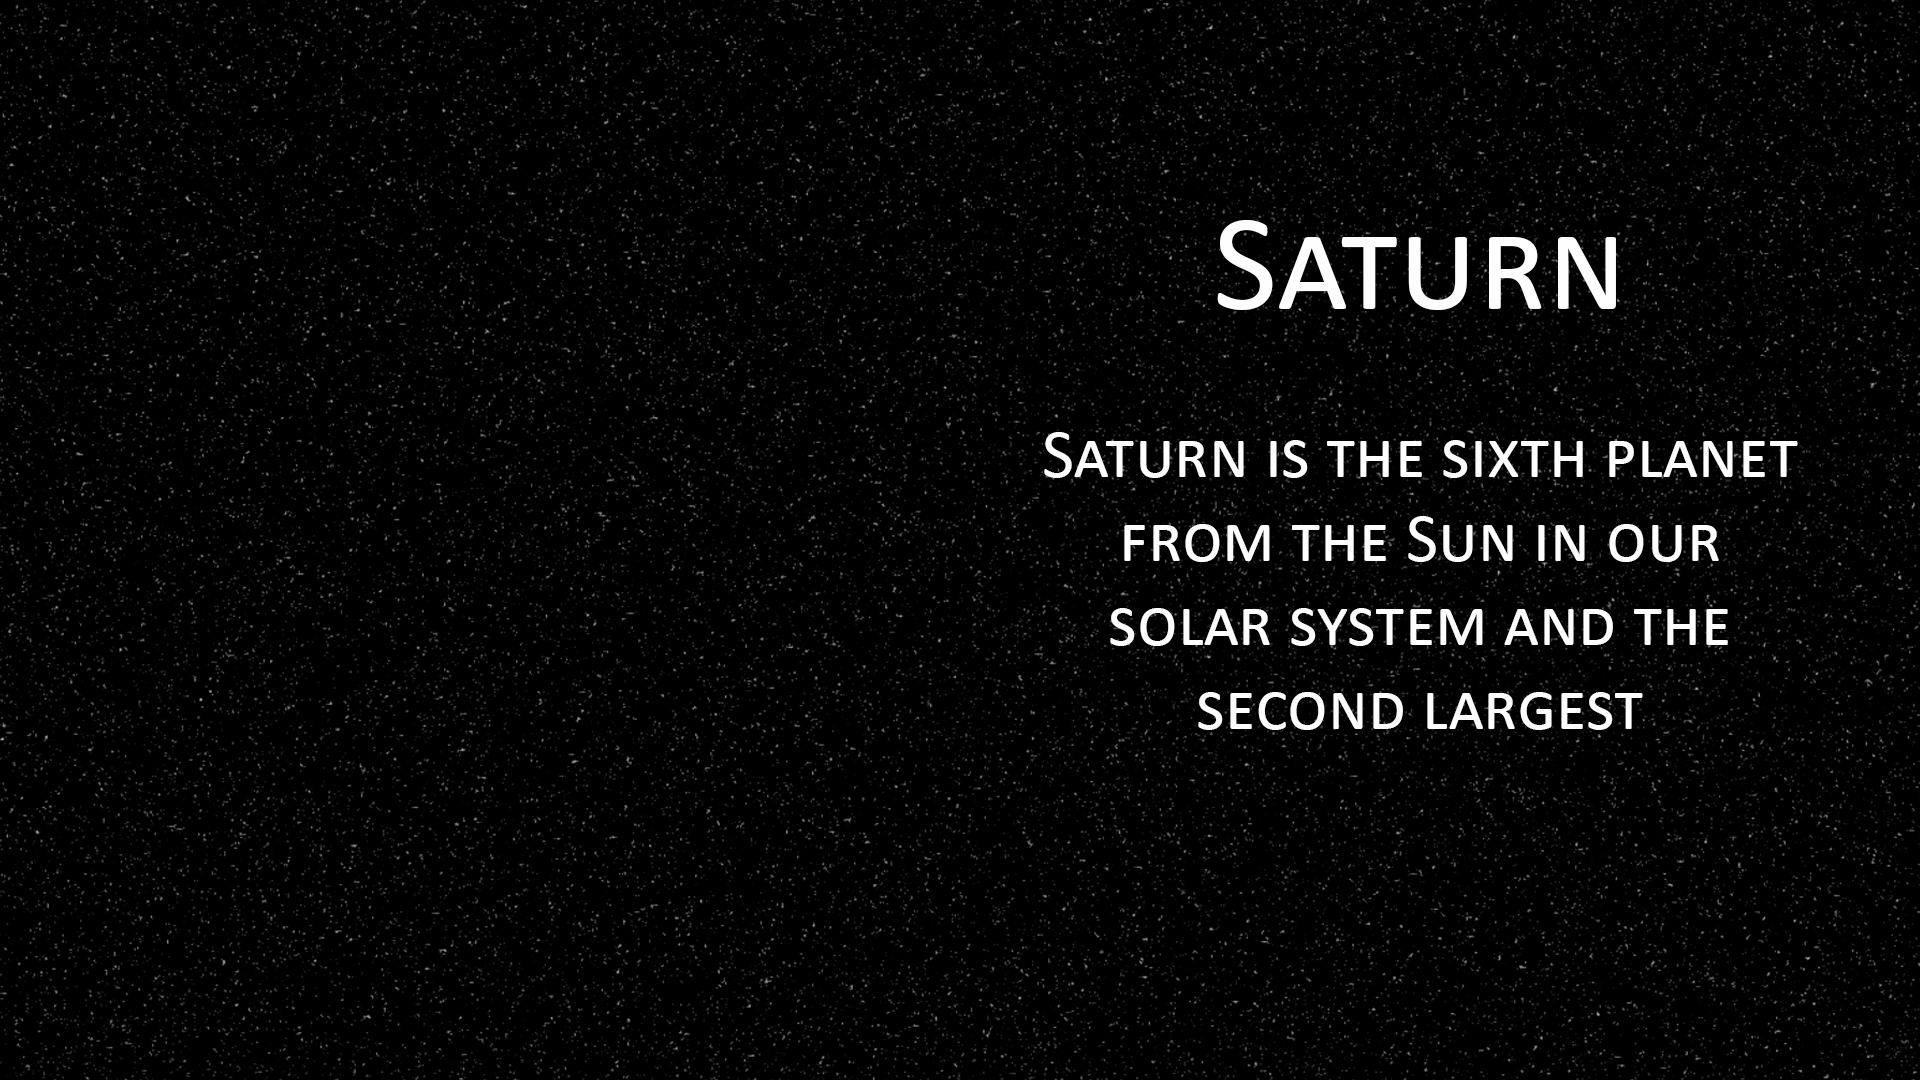 Saturn
Saturn is the sixth planet
from the Sun in our
solar system and the
second largest